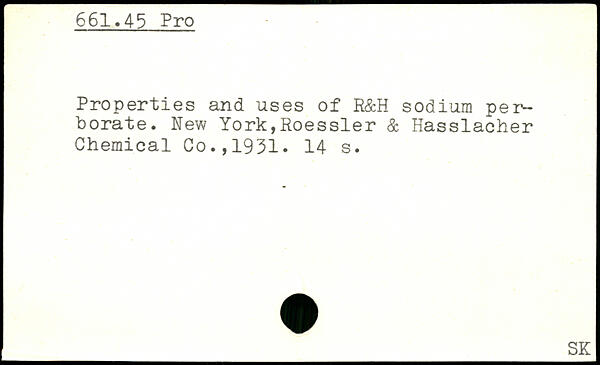 661.45 Pro
Properties and uses of R&H sodium per-
borate. New York,Roessler & Hasslacher
Chemical Co.,1931. 14 s.
SK